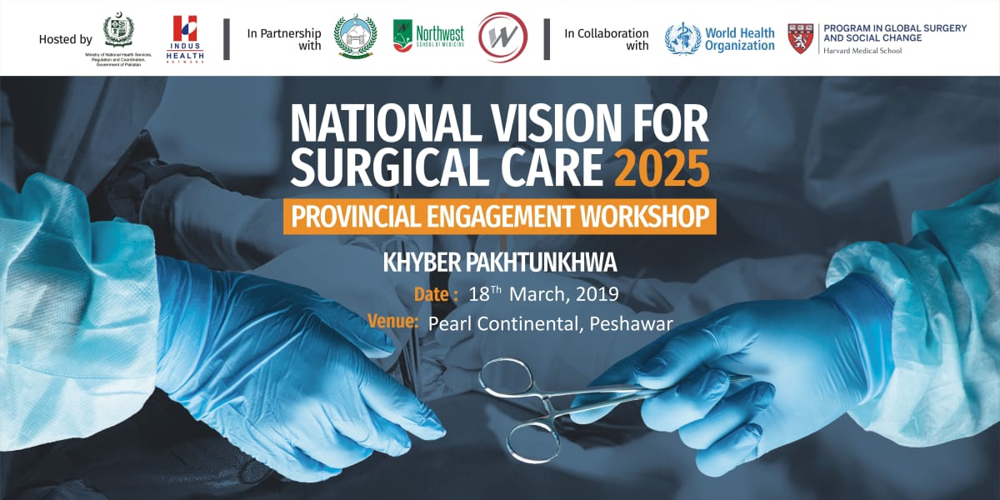 Hosted by
Ministry of National Health Services,
Regulation and Coordination,
Government of Pakistan
INDUS
HEALTH
NETWORK
In Partnership
with
Northwest
SCHOOL OF MEDICINE
In Collaboration
with
World Health
Organization
PROGRAM IN GLOBAL SURGERY
AND SOCIAL CHANGE
Harvard Medical School
NATIONAL VISION FOR
SURGICAL CARE 2025
PROVINCIAL ENGAGEMENT WORKSHOP
KHYBER PAKHTUNKHWA
Date : 18Th March, 2019
Venue: Pearl Continental, Peshawar